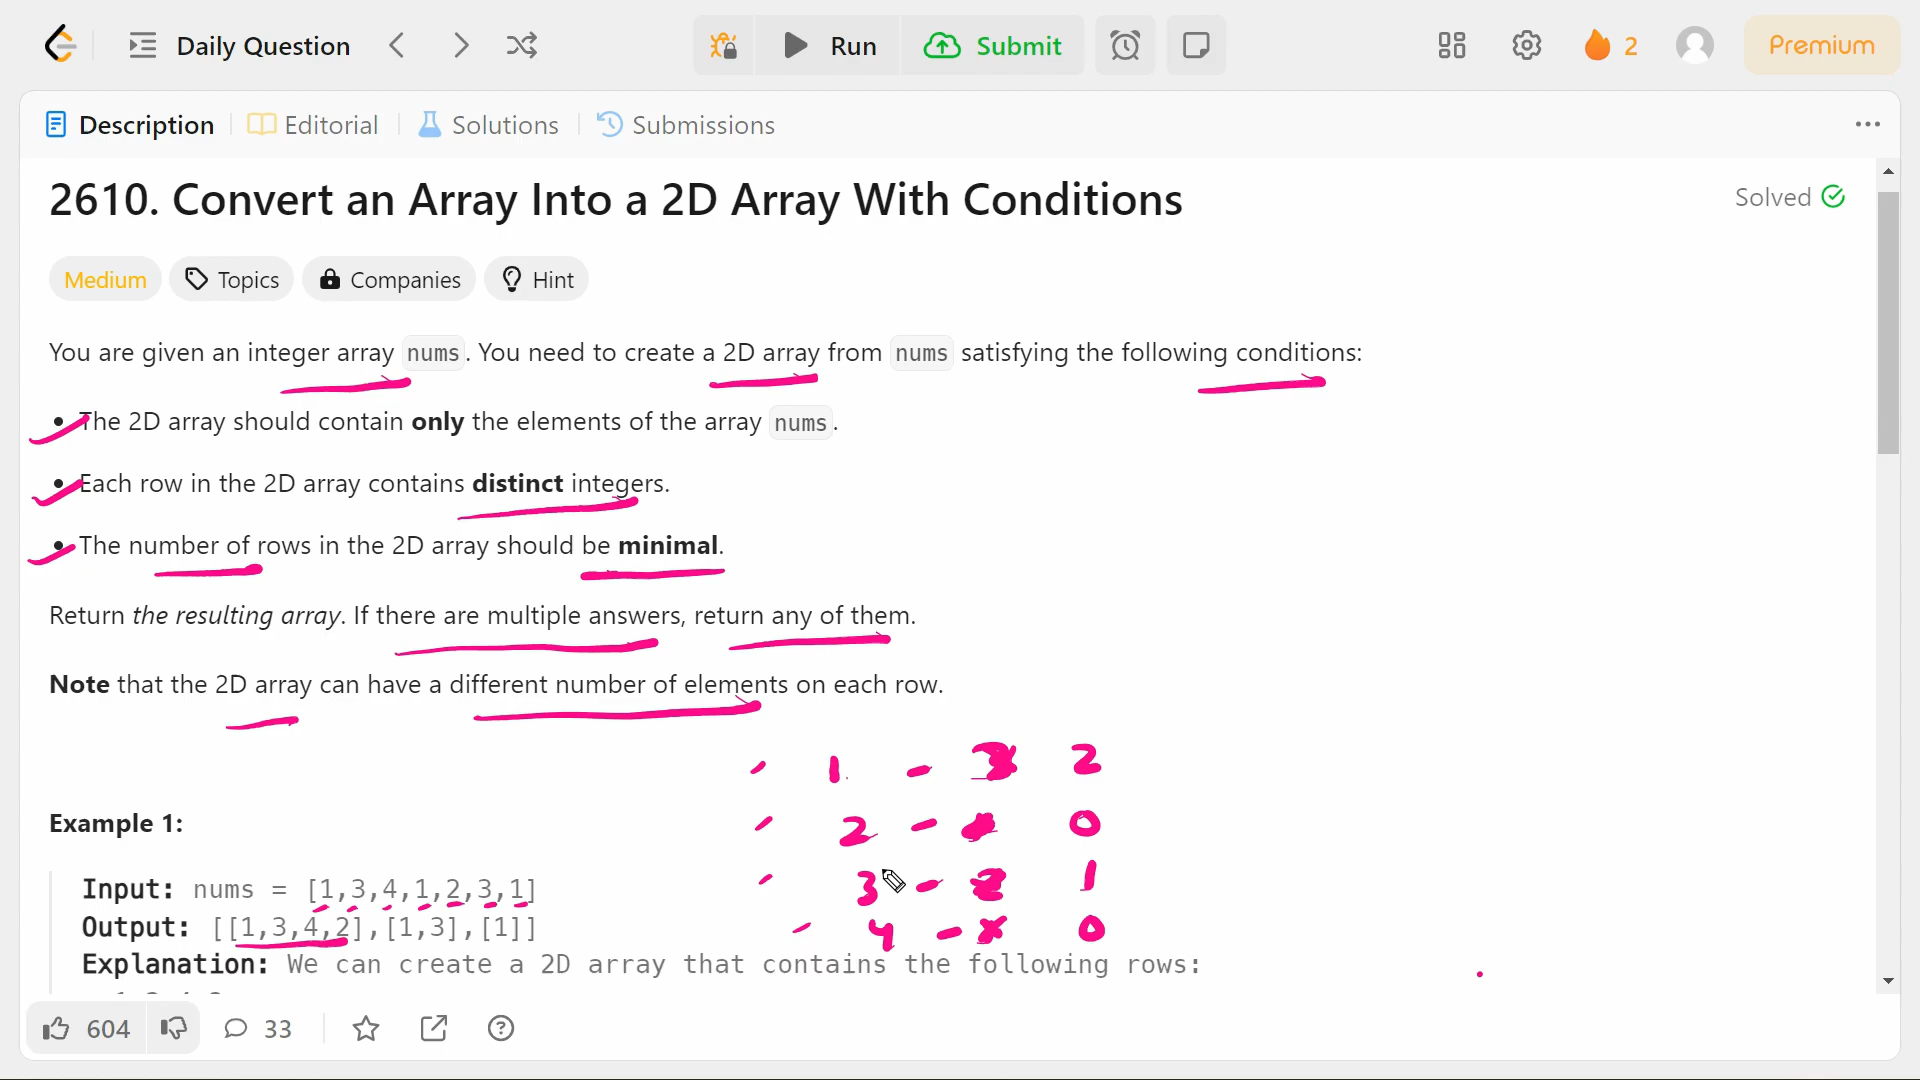 Daily Question Run Submit 2 Premium
Description Editorial Solutions Submissions
2610. Convert an Array Into a 2D Array With Conditions Solved
Medium Topics Companies Hint
You are given an integer array nums. You need to create a 2D array from nums satisfying the following conditions:
The 2D array should contain only the elements of the array nums.
Each row in the 2D array contains distinct integers.
The number of rows in the 2D array should be minimal.
Return the resulting array. If there are multiple answers, return any of them.
Note that the 2D array can have a different number of elements on each row.
1 - 3 2
Example 1:
2 - 0
Input: nums = [1,3,4,1,2,3,1]
3 - 2 1
Output: [[1,3,4,2],[1,3],[1]]
4 - 0
Explanation: We can create a 2D array that contains the following rows:
604 33